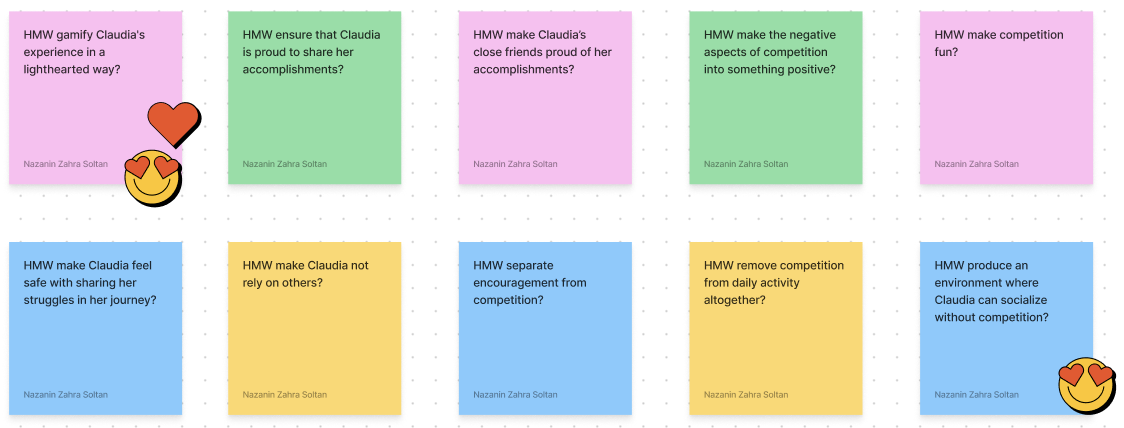 HMW gamify Claudia's
experience in a
lighthearted way?
Nazanin Zahra Soltan
HMW ensure that Claudia
is proud to share her
accomplishments?
Nazanin Zahra Soltan
HMW make Claudia’s
close friends proud of her
accomplishments?
Nazanin Zahra Soltan
HMW make the negative
aspects of competition
into something positive?
Nazanin Zahra Soltan
HMW make competition
fun?
Nazanin Zahra Soltan
HMW make Claudia feel
safe with sharing her
struggles in her journey?
Nazanin Zahra Soltan
HMW make Claudia not
rely on others?
Nazanin Zahra Soltan
HMW separate
encouragement from
competition?
Nazanin Zahra Soltan
HMW remove competition
from daily activity
altogether?
Nazanin Zahra Soltan
HMW produce an
environment where
Claudia can socialize
without competition?
Nazanin Zahra Soltan